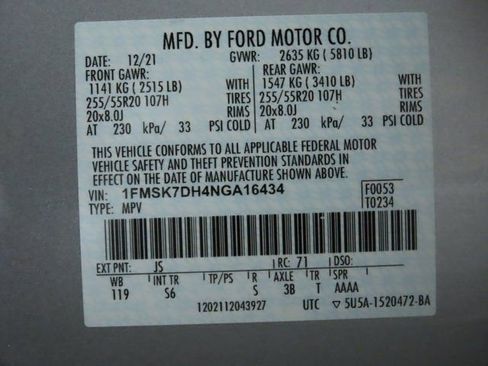 MFD. BY FORD MOTOR CO.
DATE: 12/21 GVWR: 2635 KG ( 5810 LB)
FRONT GAWR: REAR GAWR:
1141 KG ( 2515 LB) WITH 1547 KG ( 3410 LB) WITH
255/55R20 107H TIRES 255/55R20 107H TIRES
20x8.0J RIMS 20x8.0J RIMS
AT 230 kPa/ 33 PSI COLD AT 230 kPa/ 33 PSI COLD
THIS VEHICLE CONFORMS TO ALL APPLICABLE FEDERAL MOTOR
VEHICLE SAFETY AND THEFT PREVENTION STANDARDS IN
EFFECT ON THE DATE OF MANUFACTURE SHOWN ABOVE.
VIN: 1FMSK7DH4NGA16434 F0053
TYPE: MPV T0234
EXT PNT: JS RC: 71 DSO:
WB INT TR TP/PS R AXLE TR SPR
119 S6 S 3B T AAAA
1202112043927 UTC ▽ 5U5A-1520472-BA